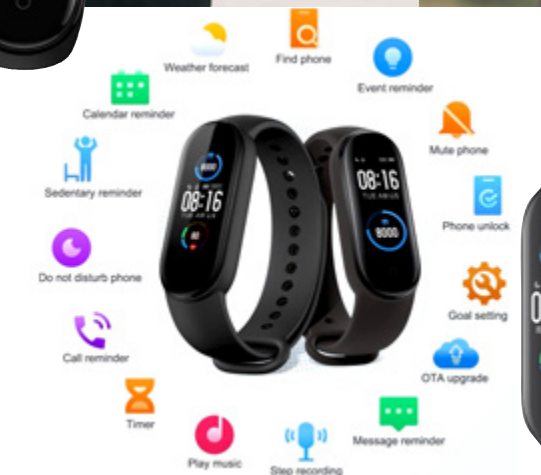 Find phone
Weather forecast
Event reminder
Calendar reminder
Mute phone
Sedentary reminder
Phone unlock
Do not disturb phone
Goal setting
Call reminder
OTA upgrade
Timer
Message reminder
Play music
Step recording
08:16
08:16
8000